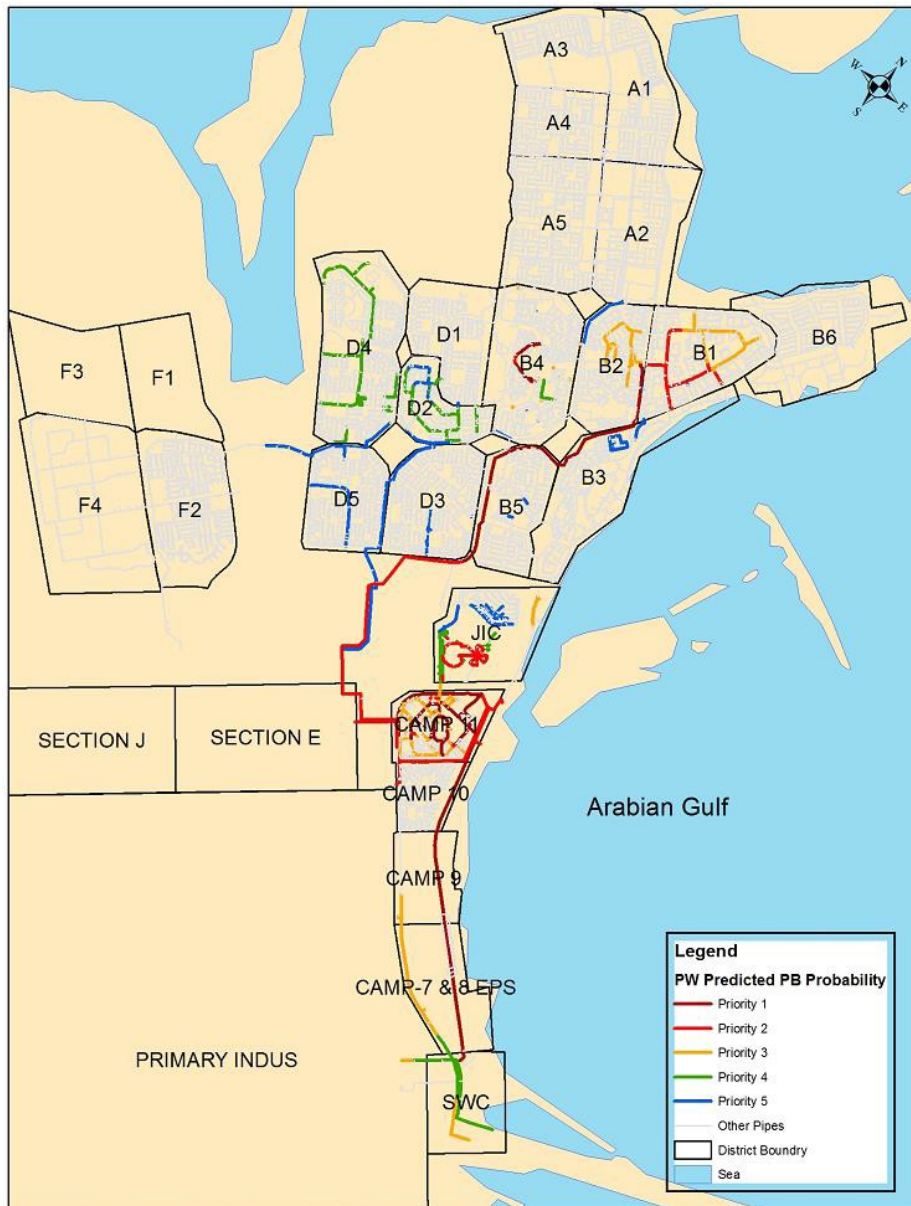 A3
A1
W
N
S
E
A4
A5
A2
D1
D4
B4
B2
B1
B6
F3
F1
D2
F4
F2
D5
D3
B5
B3
JIC
SECTION J
SECTION E
CAMP 11
CAMP 10
Arabian Gulf
CAMP 9
CAMP-7 & 8 EPS
PRIMARY INDUS
SWC
Legend
PW Predicted PB Probability
Priority 1
Priority 2
Priority 3
Priority 4
Priority 5
Other Pipes
District Boundry
Sea